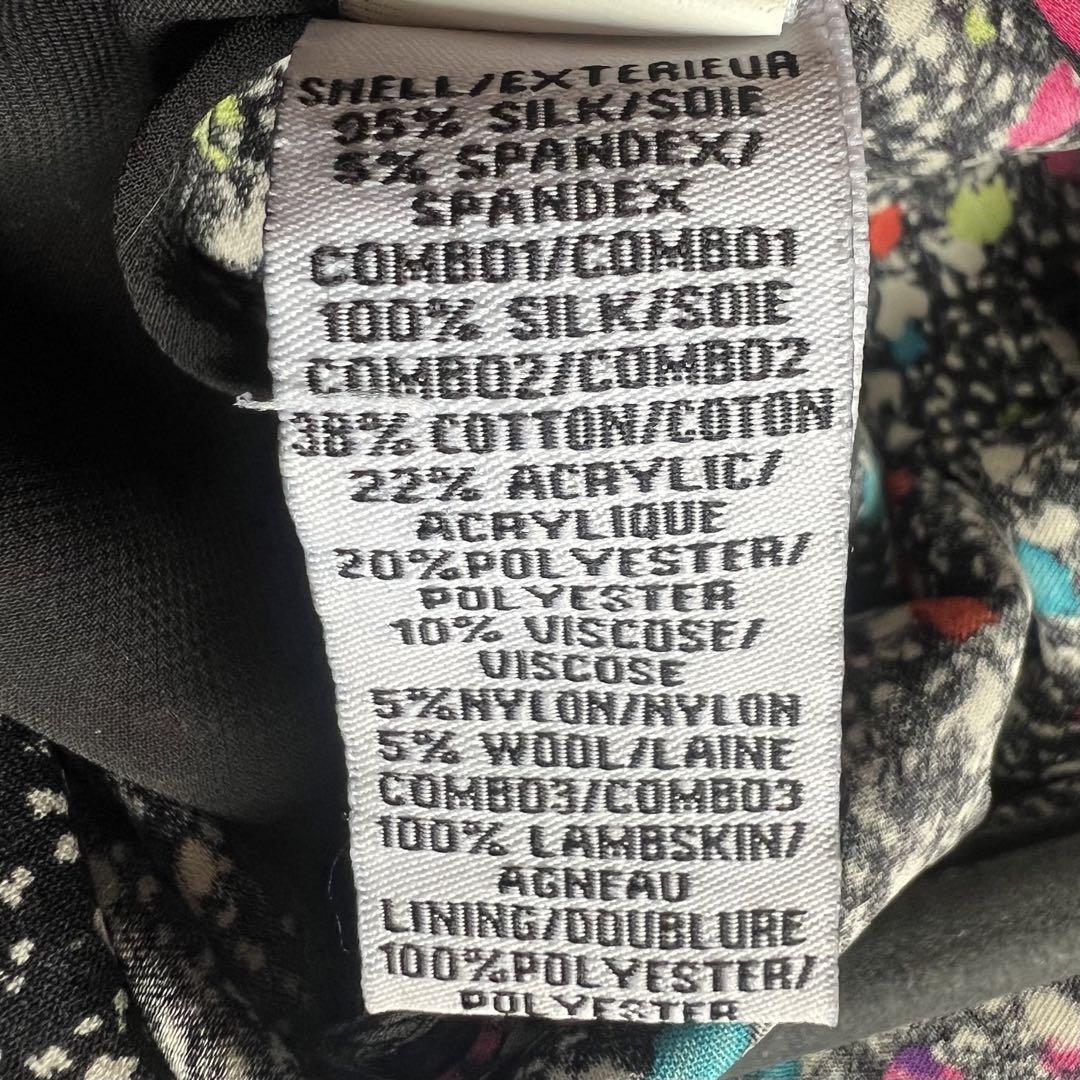 SHELL/EXTERIEUR
95% SILK/SOIE
5% SPANDEX/
SPANDEX
COMBO1/COMBO1
100% SILK/SOIE
COMBO2/COMBO2
38% COTTON/COTON
22% ACRYLIC/
ACRYLIQUE
20%POLYESTER/
POLYESTER
10% VISCOSE/
VISCOSE
5%NYLON/NYLON
5% WOOL/LAINE
COMBO3/COMBO3
100% LAMBSKIN/
AGNEAU
LINING/DOUBLURE
100%POLYESTER/
POLYESTER